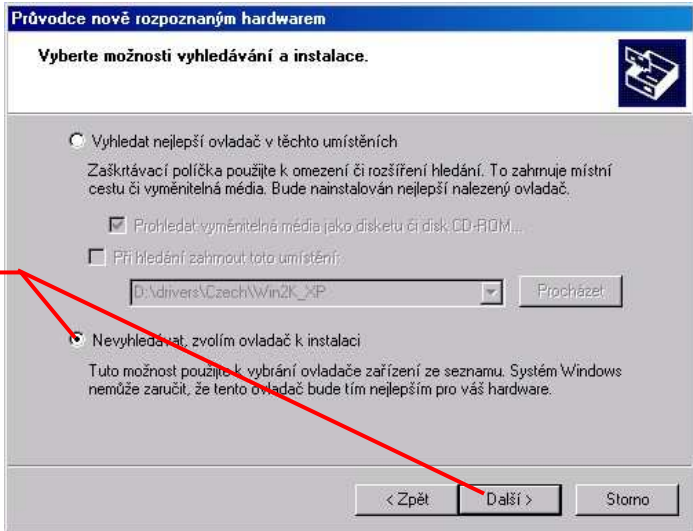 Průvodce nově rozpoznaným hardwarem
Vyberte možnosti vyhledávání a instalace.
Vyhledat nejlepší ovladač v těchto umístěních
Zaškrtávací políčka použijte k omezení či rozšíření hledání. To zahrnuje místní
cestu či vyměnitelná média. Bude nainstalován nejlepší nalezený ovladač.
Prohledat vyměnitelná média jako disketu či disk CD-ROM...
Při hledání zahrnout toto umístění:
D:\drivers\Czech\Win2K_XP
Procházet
Nevyhledávat, zvolím ovladač k instalaci
Tuto možnost použijte k vybrání ovladače zařízení ze seznamu. Systém Windows
nemůže zaručit, že tento ovladač bude tím nejlepším pro váš hardware.
< Zpět
Další >
Storno